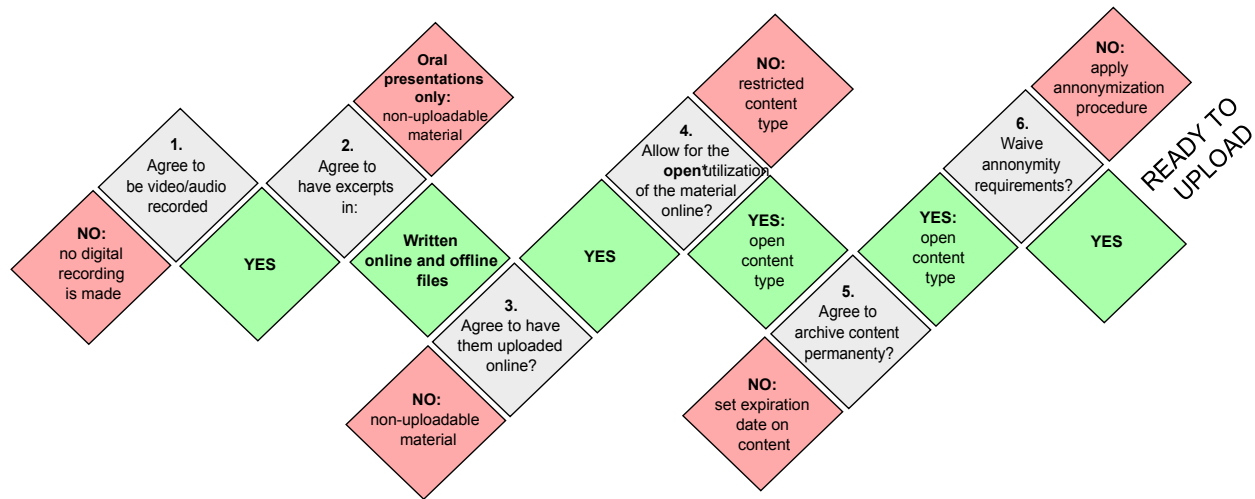 1.
Agree to
be video/audio
recorded
NO:
no digital
recording
is made
YES
2.
Agree to
have excerpts
in:
Oral
presentations
only:
non-uploadable
material
Written
online and offline
files
3.
Agree to have
them uploaded
online?
NO:
non-uploadable
material
YES
4.
Allow for the
open* utilization
of the material
online?
NO:
restricted
content
type
YES:
open
content
type
5.
Agree to
archive content
permanenty?
NO:
set expiration
date on
content
YES:
open
content
type
6.
Waive
annonymity
requirements?
NO:
apply
annonymization
procedure
YES
READY TO
UPLOAD